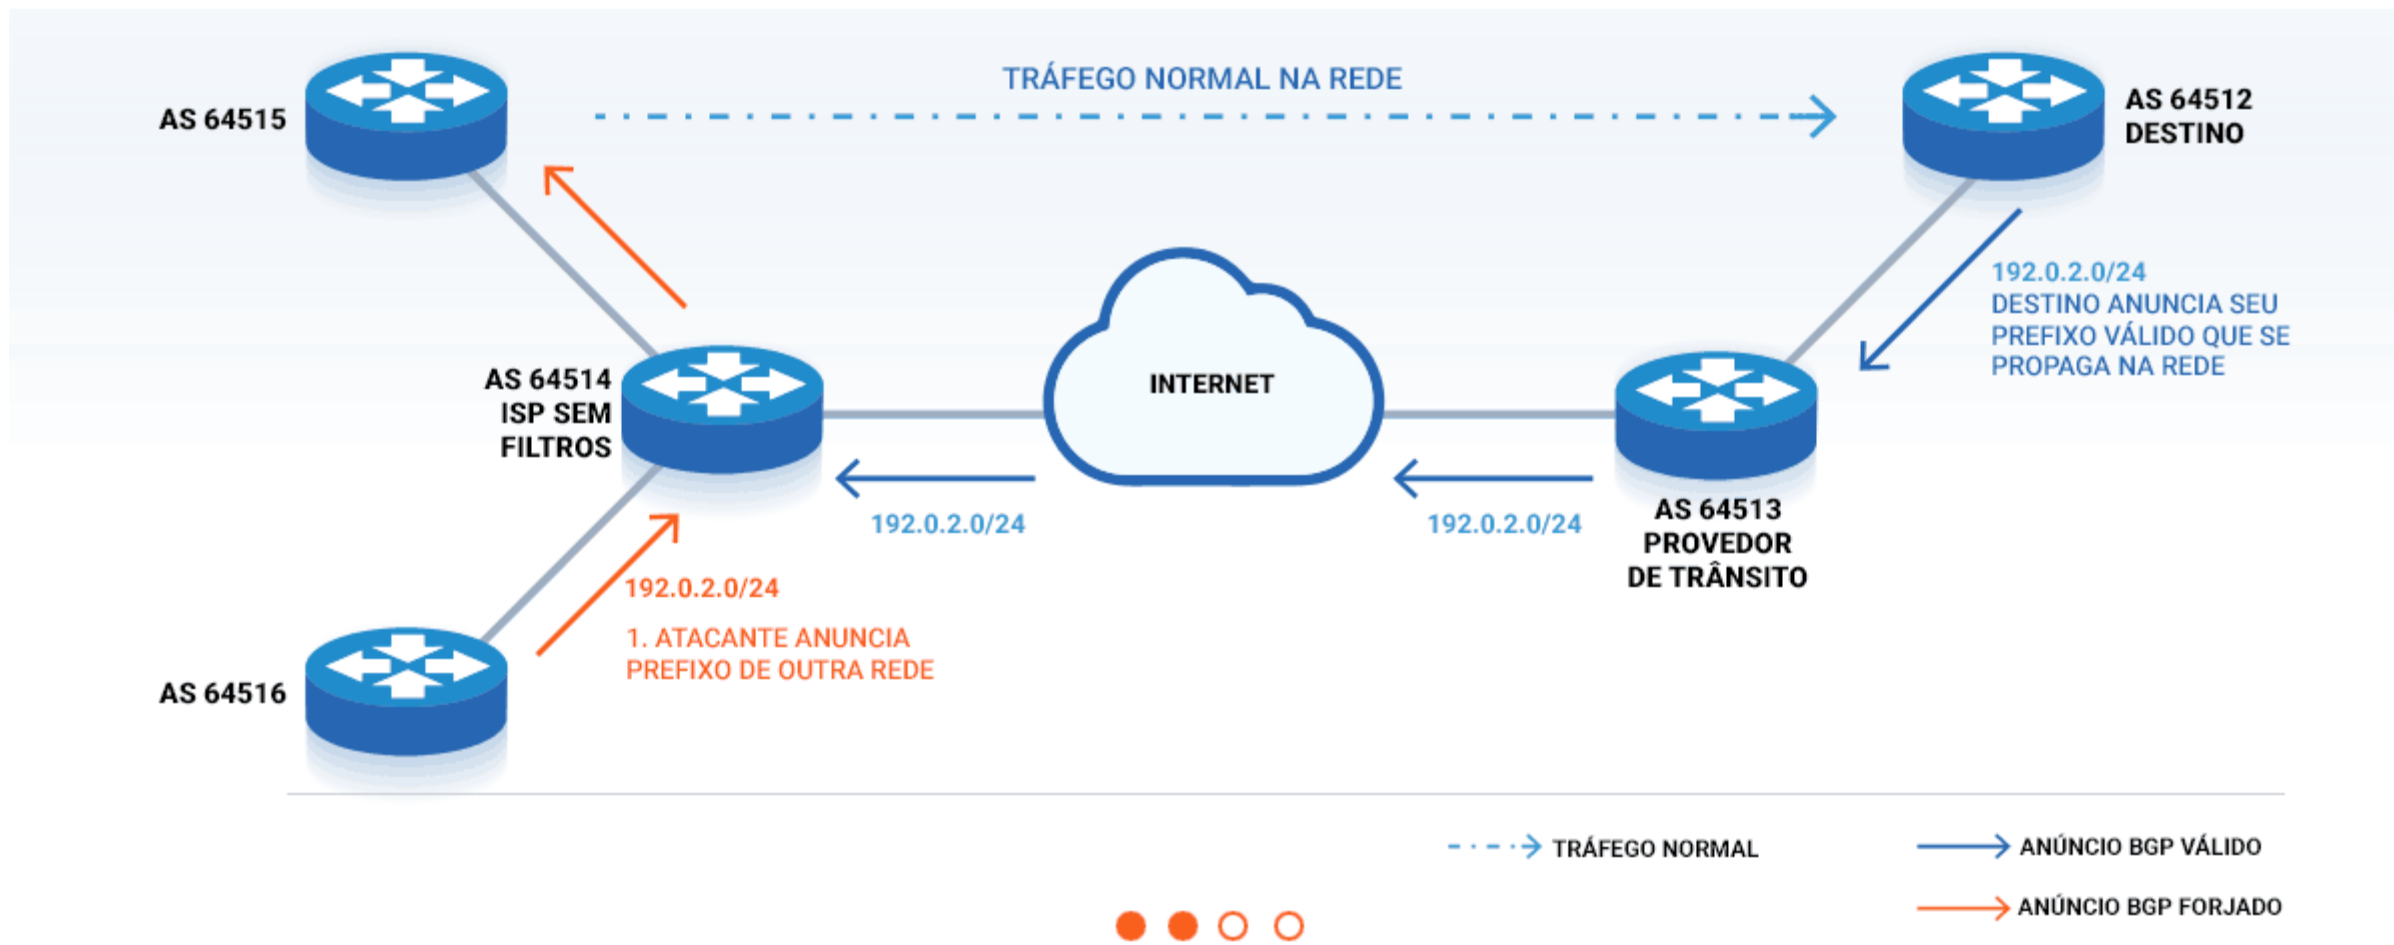 TRÁFEGO NORMAL NA REDE
AS 64515
AS 64512
DESTINO
192.0.2.0/24
DESTINO ANUNCIA SEU
PREFIXO VÁLIDO QUE SE
PROPAGA NA REDE
AS 64514
ISP SEM
FILTROS
INTERNET
192.0.2.0/24
192.0.2.0/24
AS 64513
PROVEDOR
DE TRÂNSITO
192.0.2.0/24
1. ATACANTE ANUNCIA
PREFIXO DE OUTRA REDE
AS 64516
TRÁFEGO NORMAL
ANÚNCIO BGP VÁLIDO
ANÚNCIO BGP FORJADO